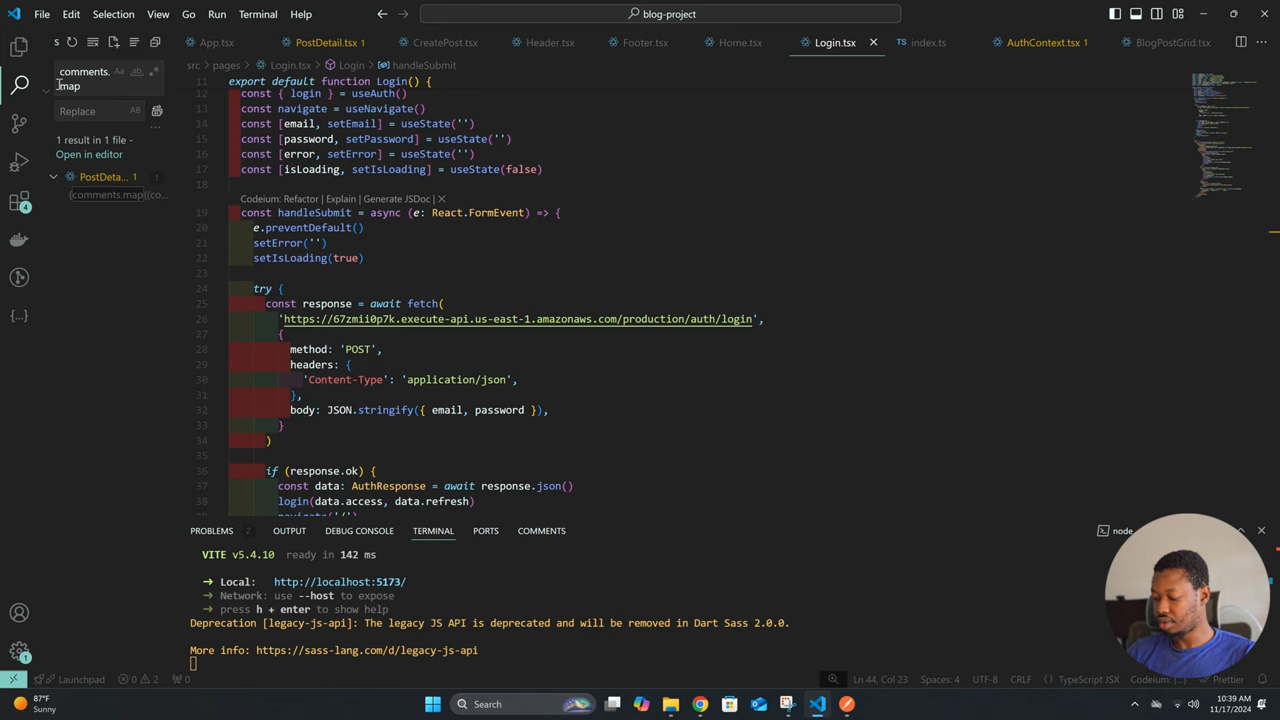 File Edit Selection View Go Run Terminal Help
blog-project
App.tsx PostDetail.tsx 1 CreatePost.tsx Header.tsx Footer.tsx Home.tsx Login.tsx index.ts AuthContext.tsx 1 BlogPostGrid.tsx
src > pages > Login.tsx > Login > handleSubmit
S
comments.
.map
Aa ab
Replace AB
1 result in 1 file -
Open in editor
PostDeta... 1 1
{comments.map((co...
11 export default function Login() {
12 const { login } = useAuth()
13 const navigate = useNavigate()
14 const [email, setEmail] = useState('')
15 const [password, setPassword] = useState('')
16 const [error, setError] = useState('')
17 const [isLoading, setIsLoading] = useState(false)
18
Codeium: Refactor | Explain | Generate JSDoc |
19 const handleSubmit = async (e: React.FormEvent) => {
20 e.preventDefault()
21 setError('')
22 setIsLoading(true)
23
24 try {
25 const response = await fetch(
26 'https://67zmii0p7k.execute-api.us-east-1.amazonaws.com/production/auth/login',
27 {
28 method: 'POST',
29 headers: {
30 'Content-Type': 'application/json',
31 },
32 body: JSON.stringify({ email, password }),
33 }
34 )
35
36 if (response.ok) {
37 const data: AuthResponse = await response.json()
38 login(data.access, data.refresh)
navigate('/')
PROBLEMS 2 OUTPUT DEBUG CONSOLE TERMINAL PORTS COMMENTS
node
VITE v5.4.10 ready in 142 ms
➜ Local: http://localhost:5173/
➜ Network: use --host to expose
➜ press h + enter to show help
Deprecation [legacy-js-api]: The legacy JS API is deprecated and will be removed in Dart Sass 2.0.0.
More info: https://sass-lang.com/d/legacy-js-api
4
1
Launchpad 0 2 0 Ln 44, Col 23 Spaces: 4 UTF-8 CRLF {} TypeScript JSX Codeium: {...} Prettier
87°F
Sunny
Search
10:39 AM
11/17/2024